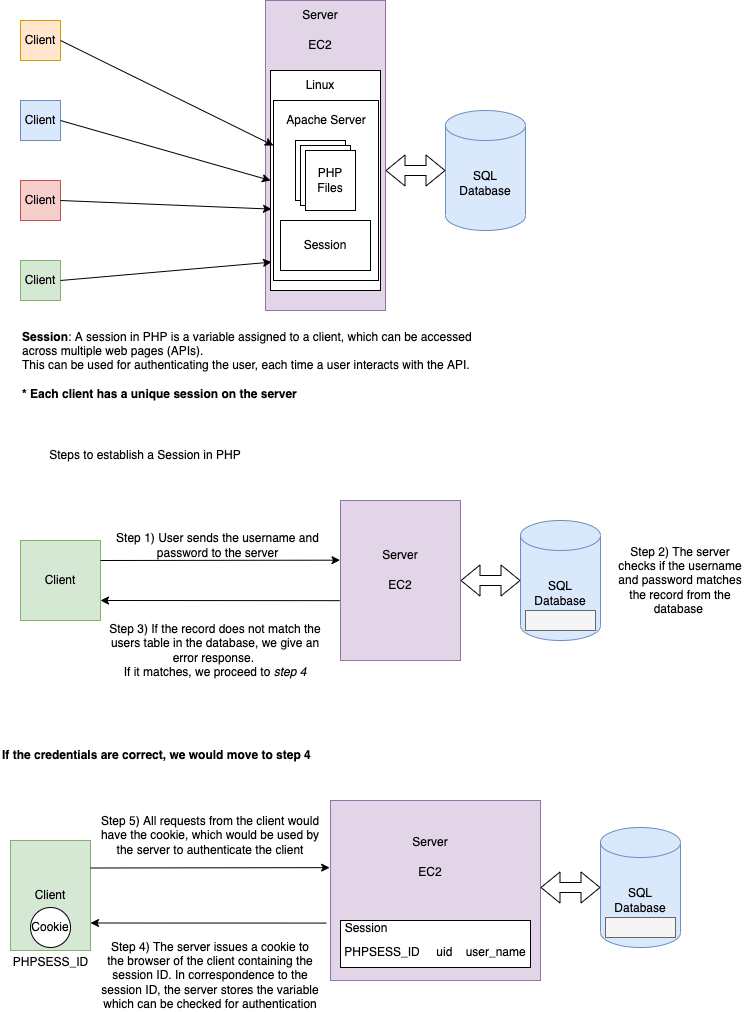 Server
EC2
Linux
Apache Server
PHP
Files
Session
Client
Client
Client
Client
SQL
Database
Session: A session in PHP is a variable assigned to a client, which can be accessed
across multiple web pages (APIs).
This can be used for authenticating the user, each time a user interacts with the API.
* Each client has a unique session on the server
Steps to establish a Session in PHP
Step 1) User sends the username and
password to the server
Client
Server
EC2
SQL
Database
Step 2) The server
checks if the username
and password matches
the record from the
database
Step 3) If the record does not match the
users table in the database, we give an
error response.
If it matches, we proceed to step 4
If the credentials are correct, we would move to step 4
Step 5) All requests from the client would
have the cookie, which would be used by
the server to authenticate the client
Client
Cookie
PHPSESS_ID
Server
EC2
Session
PHPSESS_ID uid user_name
SQL
Database
Step 4) The server issues a cookie to
the browser of the client containing the
session ID. In correspondence to the
session ID, the server stores the variable
which can be checked for authentication